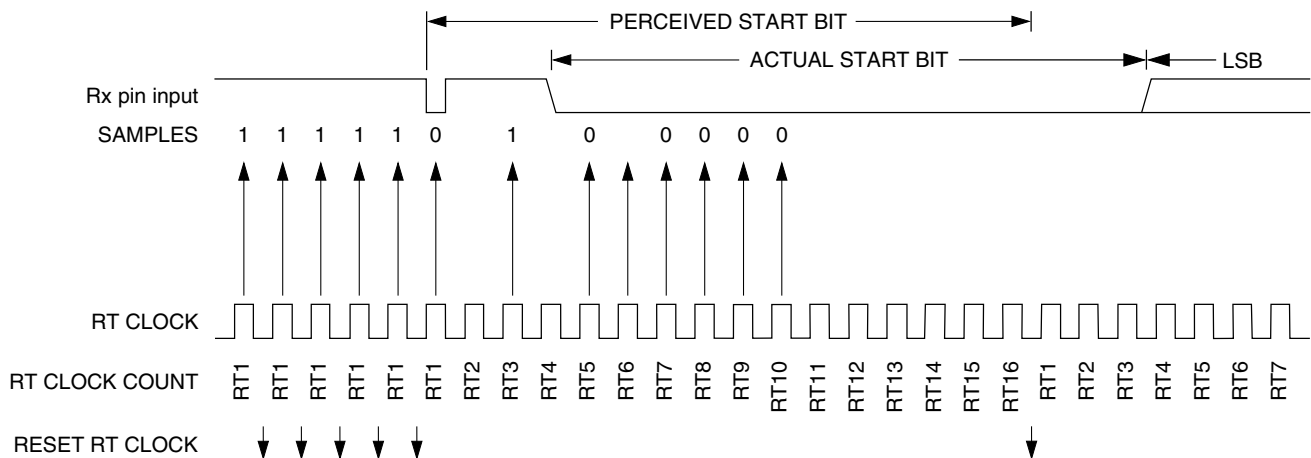 PERCEIVED START BIT
ACTUAL START BIT LSB
Rx pin input
SAMPLES 1 1 1 1 1 0 1 0 0 0 0 0
RT CLOCK
RT CLOCK COUNT RT1 RT1 RT1 RT1 RT1 RT1 RT2 RT3 RT4 RT5 RT6 RT7 RT8 RT9 RT10 RT11 RT12 RT13 RT14 RT15 RT16 RT1 RT2 RT3 RT4 RT5 RT6 RT7
RESET RT CLOCK